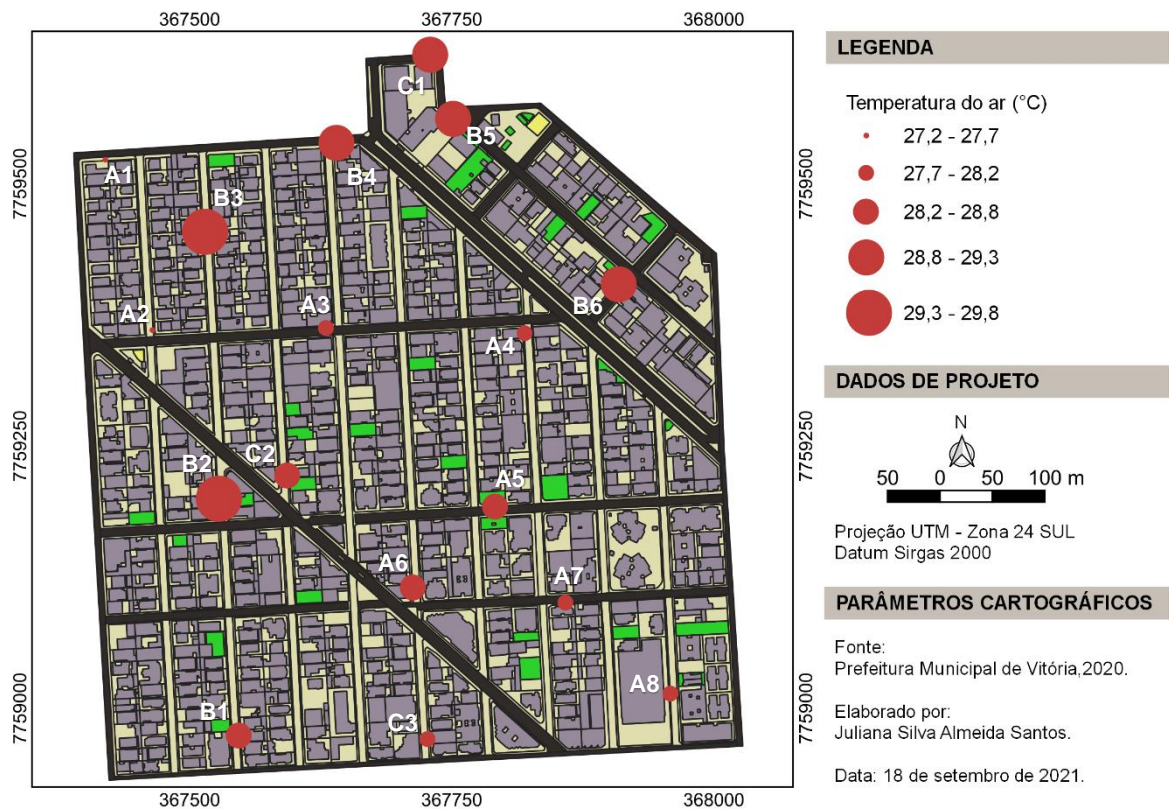 367500 367750 368000
C1
B5
B4
7759500 7759500
A1
B3
B6
A3
A2
A4
7759250 7759250
B2 C2
A5
A6
A7
A8
7759000 7759000
B1
C3
367500 367750 368000
LEGENDA
Temperatura do ar (°C)
27,2 - 27,7
27,7 - 28,2
28,2 - 28,8
28,8 - 29,3
29,3 - 29,8
DADOS DE PROJETO
N
50 0 50 100 m
Projeção UTM - Zona 24 SUL
Datum Sirgas 2000
PARÂMETROS CARTOGRÁFICOS
Fonte:
Prefeitura Municipal de Vitória,2020.
Elaborado por:
Juliana Silva Almeida Santos.
Data: 18 de setembro de 2021.